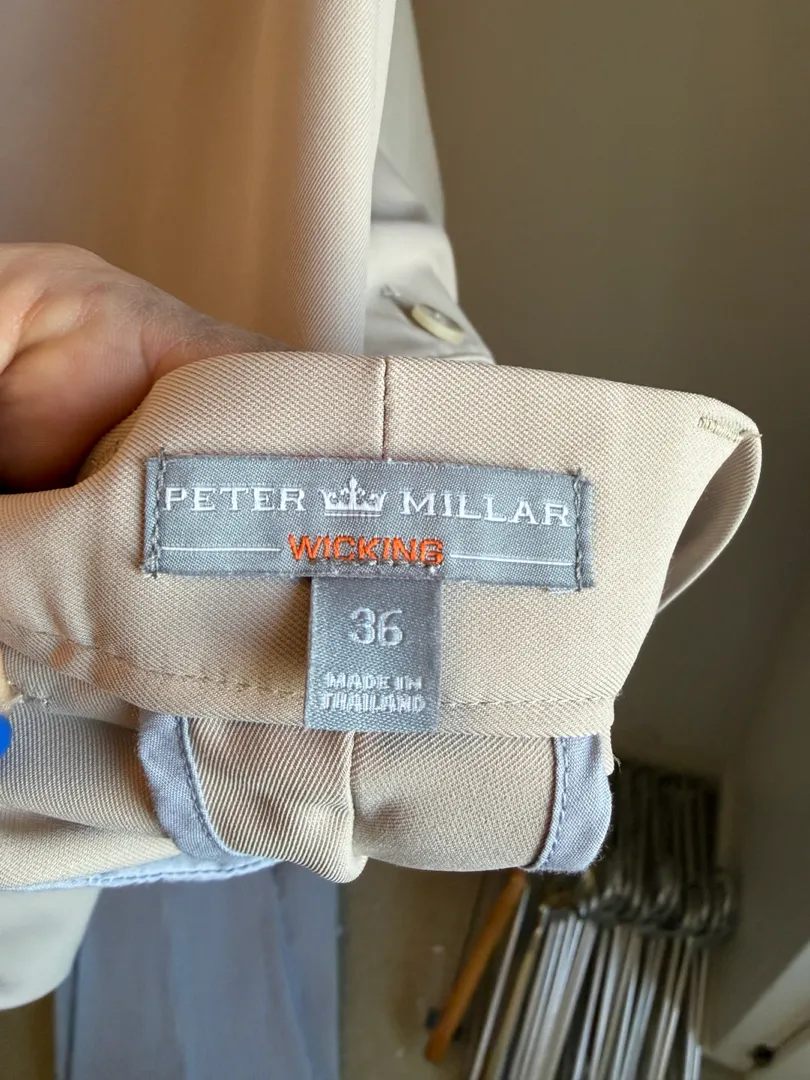 PETER MILLAR
WICKING
36
MADE IN
THAILAND